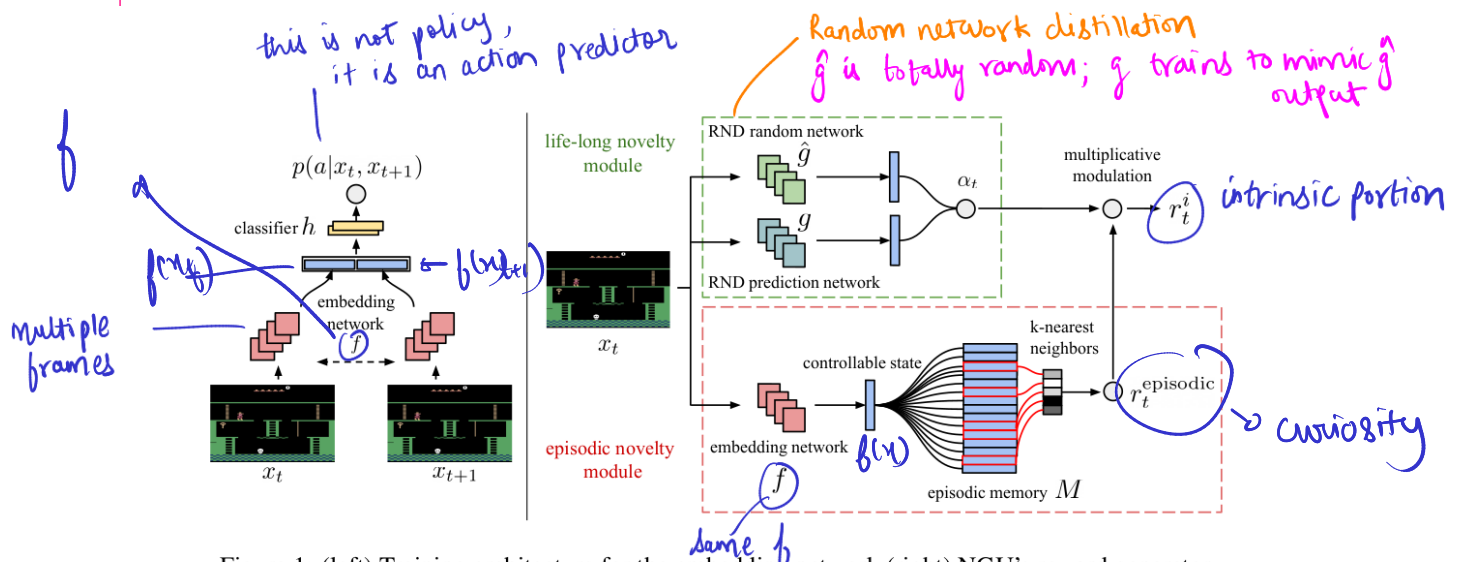 this is not policy,
it is an action predictor
Random network distillation
ĝ is totally random; g trains to mimic ĝ
output
f
p(a|x_t, x_{t+1})
classifier h
f(x_t)
f(x_{t+1})
embedding
network
f
multiple
frames
x_t
x_{t+1}
life-long novelty
module
x_t
episodic novelty
module
RND random network
ĝ
g
RND prediction network
α_t
multiplicative
modulation
r_t^i
intrinsic portion
k-nearest
neighbors
controllable state
r_t^{episodic}
curiosity
embedding network
f(x)
f
episodic memory M
same f